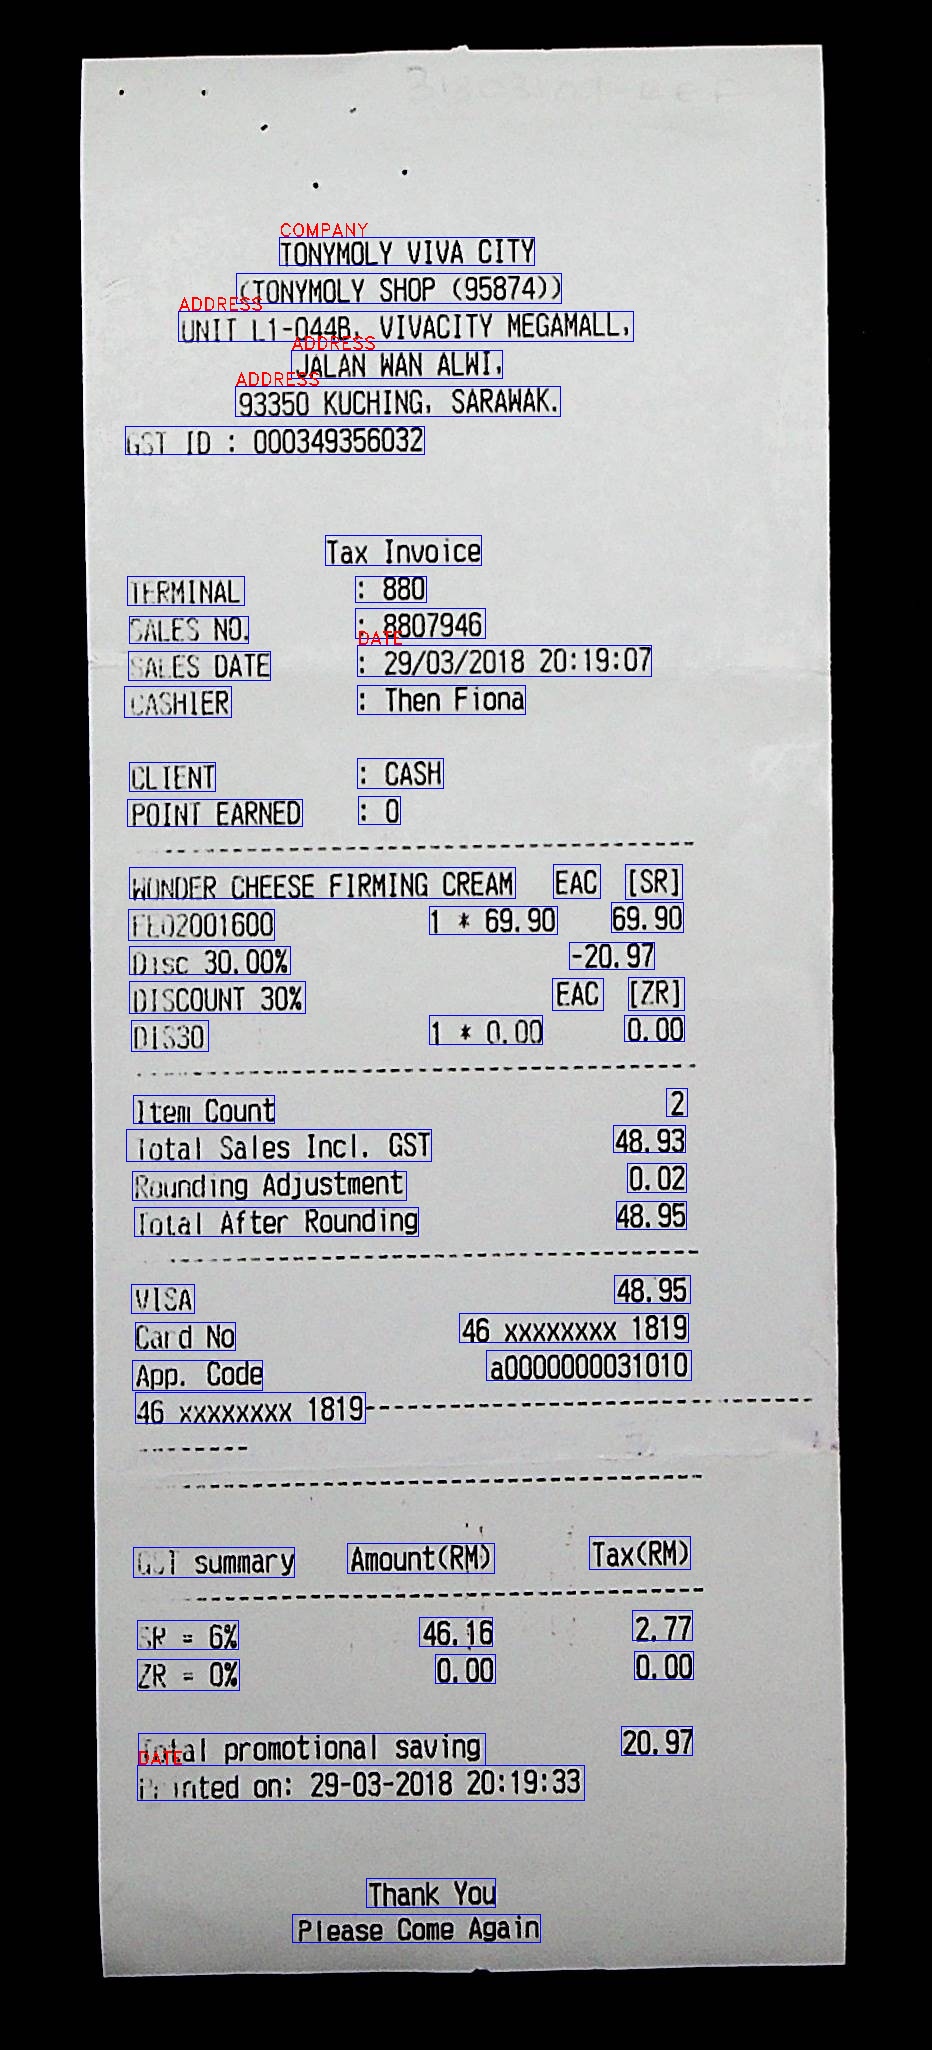 COMPANY
TONYMOLY VIVA CITY
(TONYMOLY SHOP (95874))
ADDRESS
UNIT L1-044B, VIVACITY MEGAMALL,
ADDRESS
JALAN WAN ALWI,
ADDRESS
93350 KUCHING, SARAWAK.
GST ID : 000349356032
Tax Invoice
TERMINAL : 880
SALES NO. : 8807946
DATE
SALES DATE : 29/03/2018 20:19:07
CASHIER : Then Fiona
CLIENT : CASH
POINT EARNED : 0
WONDER CHEESE FIRMING CREAM EAC [SR]
FE02001600 1 * 69.90 69.90
Disc 30.00% -20.97
DISCOUNT 30% EAC [ZR]
DIS30 1 * 0.00 0.00
Item Count 2
Total Sales Incl. GST 48.93
Rounding Adjustment 0.02
Total After Rounding 48.95
VISA 48.95
Card No 46 xxxxxxxx 1819
App. Code a0000000031010
46 xxxxxxxx 1819
GST summary Amount(RM) Tax(RM)
SR = 6% 46.16 2.77
ZR = 0% 0.00 0.00
Total promotional saving 20.97
DATE
Printed on: 29-03-2018 20:19:33
Thank You
Please Come Again